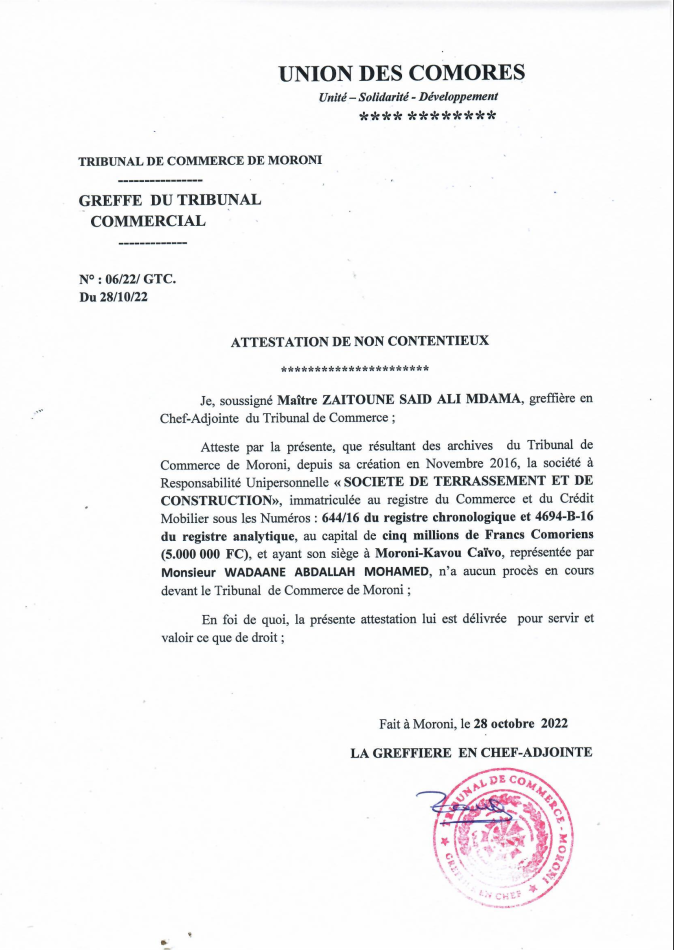 UNION DES COMORES
Unité – Solidarité - Développement
**** ********
TRIBUNAL DE COMMERCE DE MORONI
----------------
GREFFE DU TRIBUNAL
COMMERCIAL
-------------
N° : 06/22/ GTC.
Du 28/10/22
ATTESTATION DE NON CONTENTIEUX
**********************
Je, soussigné Maître ZAITOUNE SAID ALI MDAMA, greffière en
Chef-Adjointe du Tribunal de Commerce ;
Atteste par la présente, que résultant des archives du Tribunal de
Commerce de Moroni, depuis sa création en Novembre 2016, la société à
Responsabilité Unipersonnelle « SOCIETE DE TERRASSEMENT ET DE
CONSTRUCTION», immatriculée au registre du Commerce et du Crédit
Mobilier sous les Numéros : 644/16 du registre chronologique et 4694-B-16
du registre analytique, au capital de cinq millions de Francs Comoriens
(5.000 000 FC), et ayant son siège à Moroni-Kavou Caïvo, représentée par
Monsieur WADAANE ABDALLAH MOHAMED, n'a aucun procès en cours
devant le Tribunal de Commerce de Moroni ;
En foi de quoi, la présente attestation lui est délivrée pour servir et
valoir ce que de droit ;
Fait à Moroni, le 28 octobre 2022
LA GREFFIERE EN CHEF-ADJOINTE
TRIBUNAL DE COMMERCE - MORONI
EN CHEF